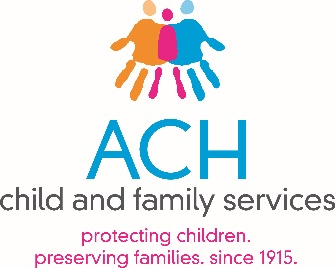 ACH
child and family services
protecting children.
preserving families. since 1915.